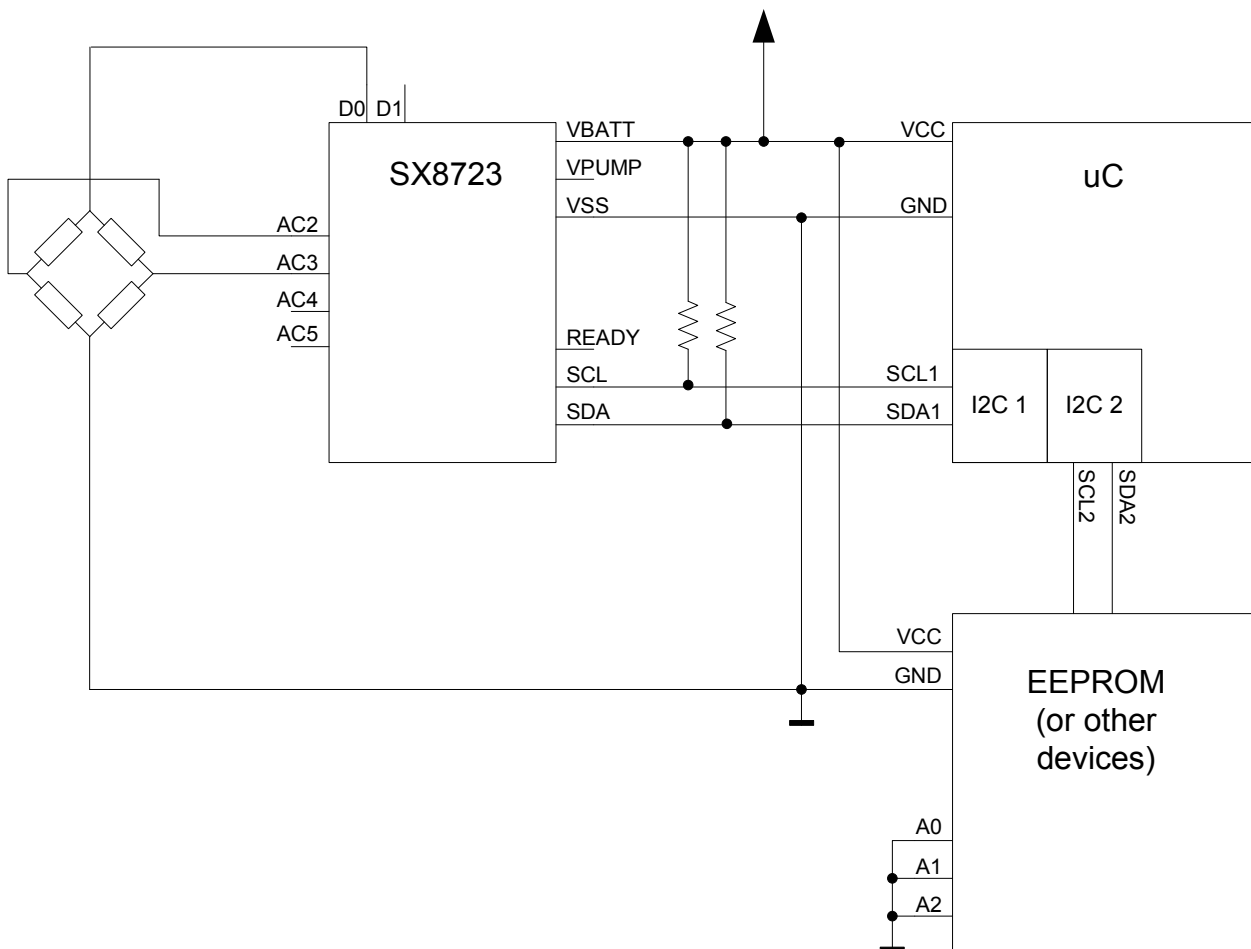 D0 D1
SX8723
VBATT
VPUMP
VSS
AC2
AC3
AC4
AC5
READY
SCL
SDA
VCC
GND
uC
SCL1
SDA1
I2C 1
I2C 2
SCL2
SDA2
VCC
GND
EEPROM
(or other
devices)
A0
A1
A2